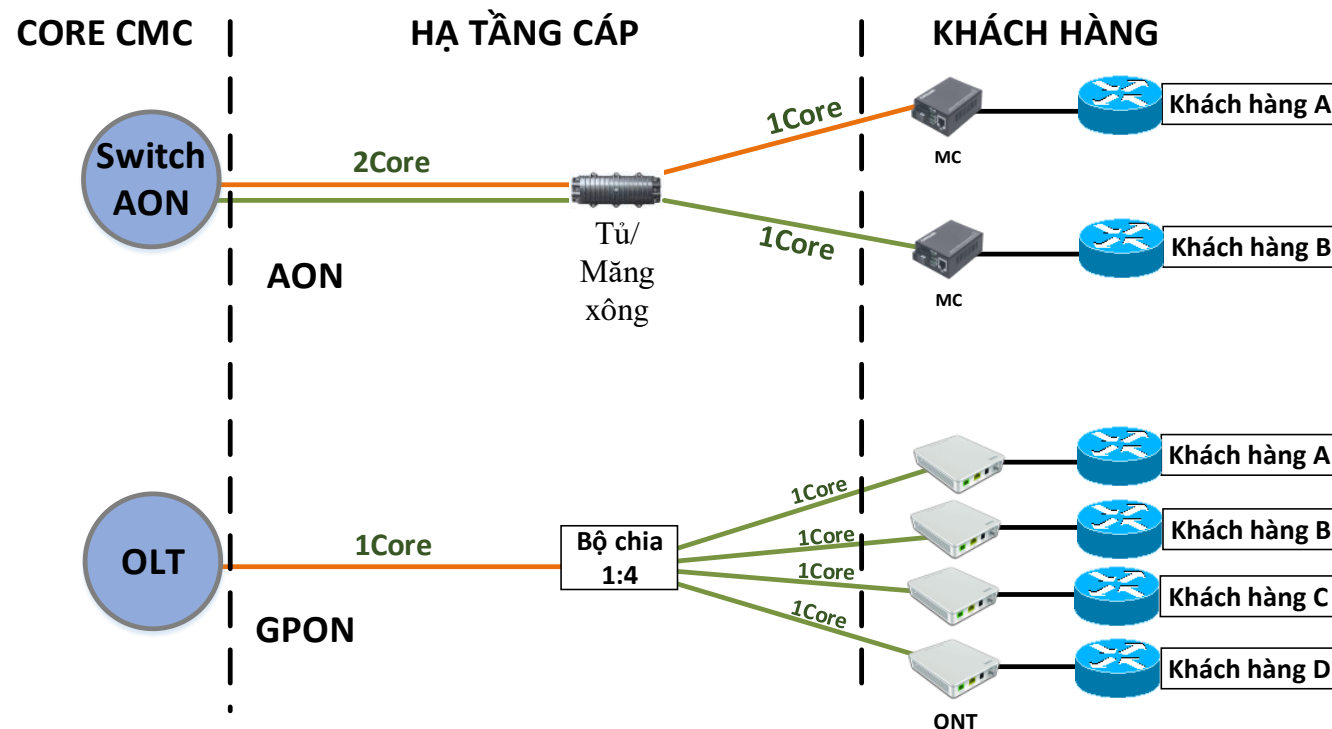 CORE CMC
HẠ TẦNG CÁP
KHÁCH HÀNG
Switch
AON
2Core
1Core
1Core
Tủ/
Măng
xông
AON
MC
Khách hàng A
MC
Khách hàng B
OLT
1Core
GPON
Bộ chia
1:4
1Core
1Core
1Core
1Core
Khách hàng A
Khách hàng B
Khách hàng C
Khách hàng D
ONT